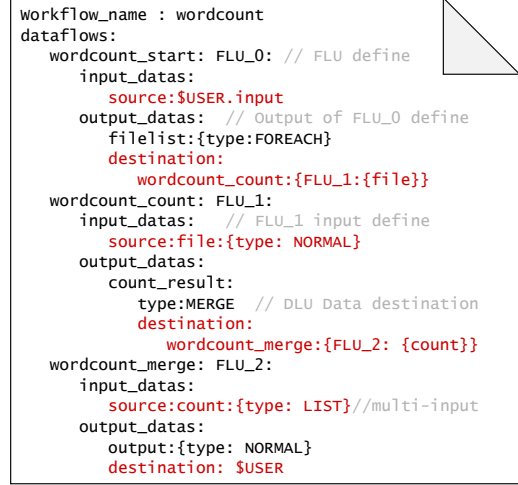 Workflow_name : wordcount
dataflows:
wordcount_start: FLU_0: // FLU define
input_datas:
source:$USER.input
output_datas: // Output of FLU_0 define
filelist:{type:FOREACH}
destination:
wordcount_count:{FLU_1:{file}}
wordcount_count: FLU_1:
input_datas: // FLU_1 input define
source:file:{type: NORMAL}
output_datas:
count_result:
type:MERGE // DLU Data destination
destination:
wordcount_merge:{FLU_2: {count}}
wordcount_merge: FLU_2:
input_datas:
source:count:{type: LIST}//multi-input
output_datas:
output:{type: NORMAL}
destination: $USER